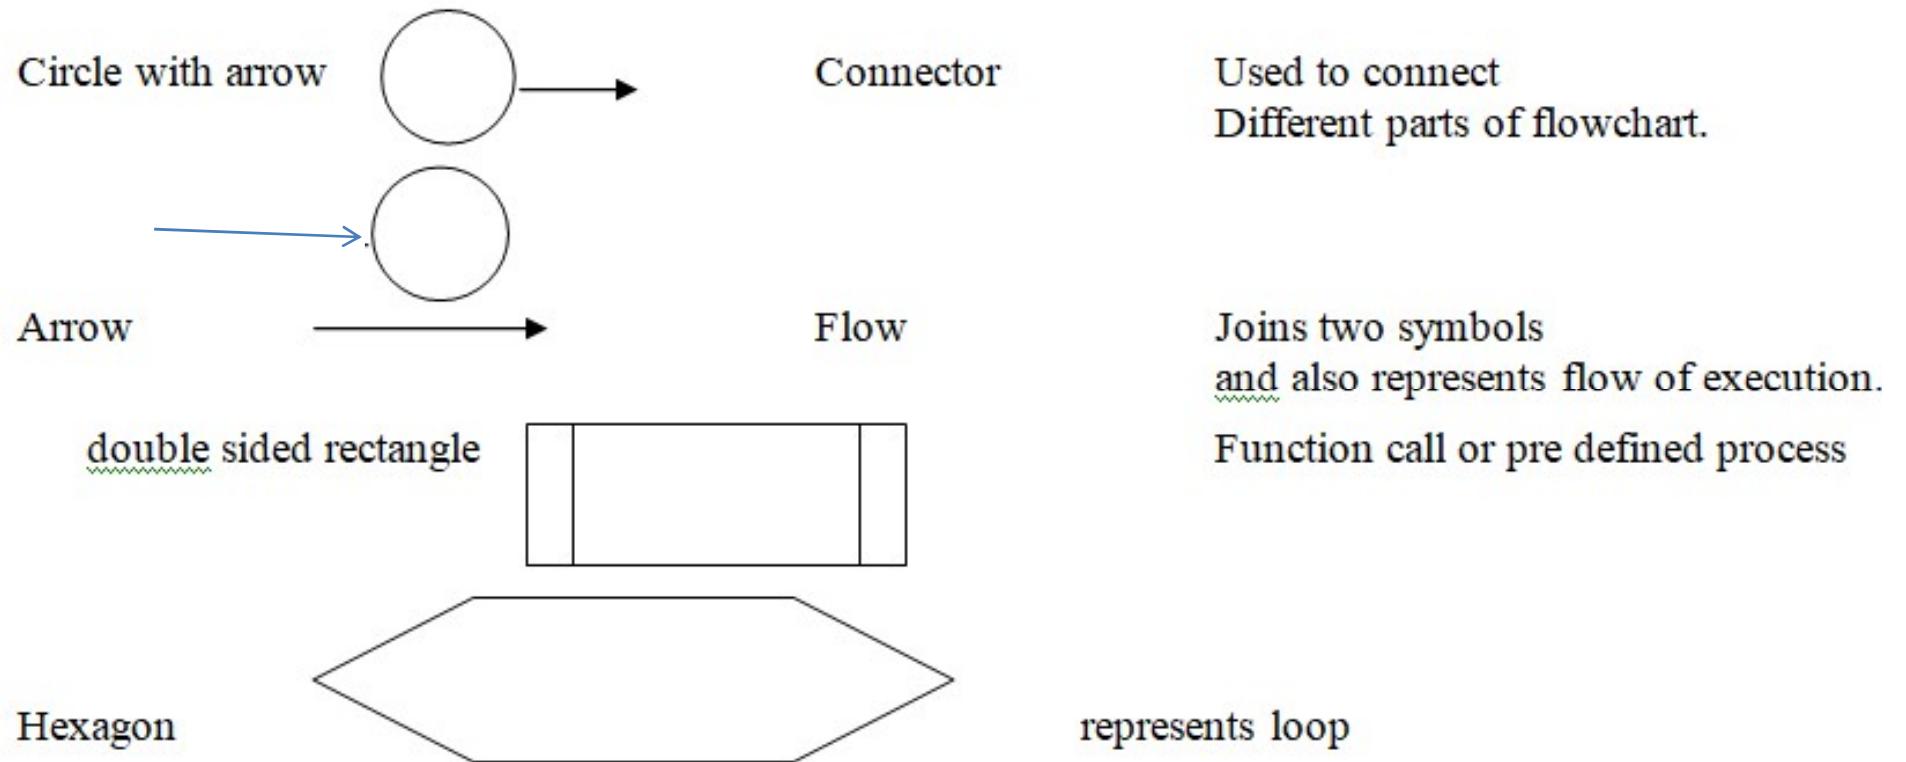 Circle with arrow Connector Used to connect
Different parts of flowchart.
Arrow Flow Joins two symbols
and also represents flow of execution.
double sided rectangle Function call or pre defined process
Hexagon represents loop